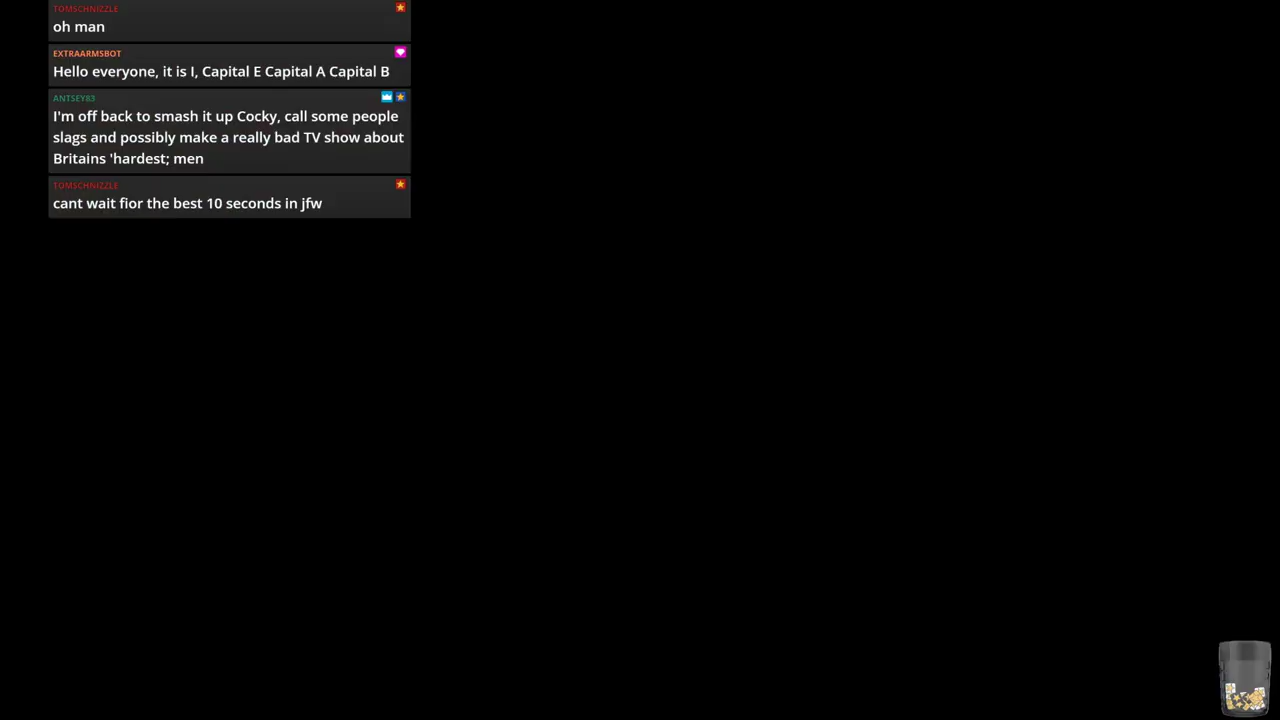 TOMSCHNIZZLE
oh man
EXTRAARMSBOT
Hello everyone, it is I, Capital E Capital A Capital B
ANTSEY83
I'm off back to smash it up Cocky, call some people
slags and possibly make a really bad TV show about
Britains 'hardest; men
TOMSCHNIZZLE
cant wait fior the best 10 seconds in jfw